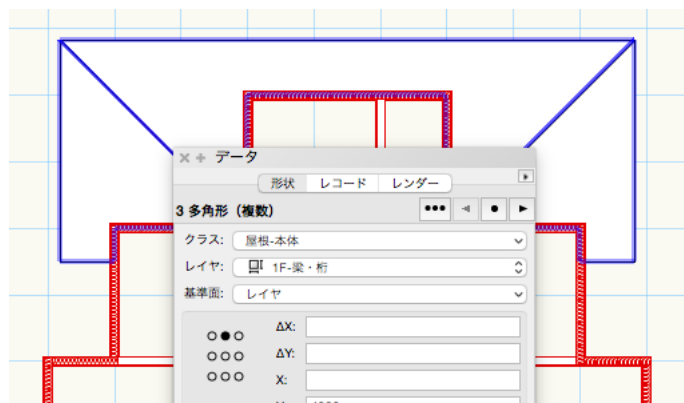 データ
形状 レコード レンダー
3 多角形（複数）
クラス: 屋根-本体
レイヤ: 1F-梁・桁
基準面: レイヤ
ΔX:
ΔY:
X: